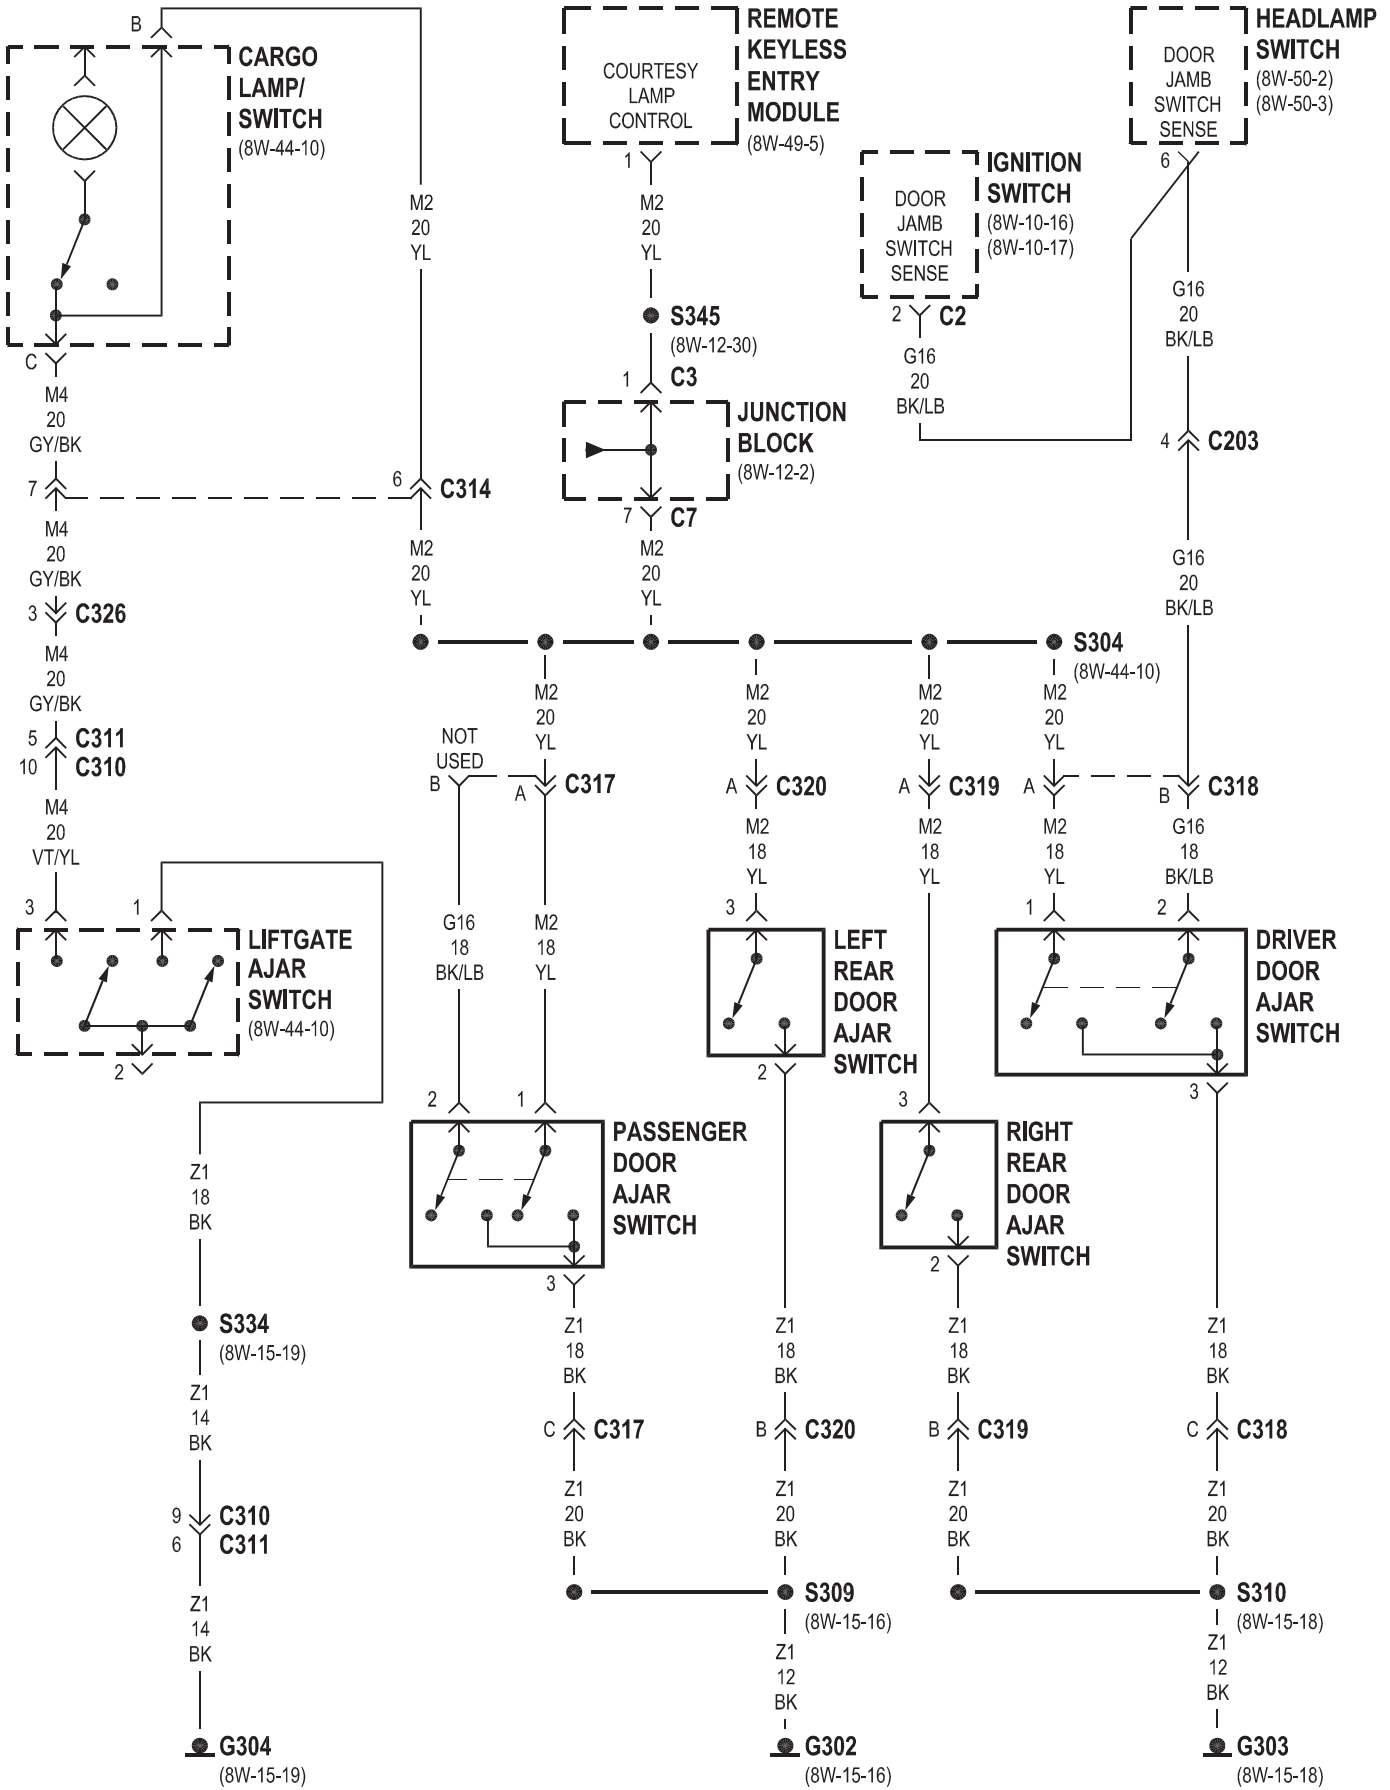 B
CARGO
LAMP/
SWITCH
(8W-44-10)
C
M4
20
GY/BK
7
M4
20
GY/BK
3
C326
M4
20
GY/BK
5
C311
10
C310
M4
20
VT/YL
3
1
LIFTGATE
AJAR
SWITCH
(8W-44-10)
2
Z1
18
BK
S334
(8W-15-19)
Z1
14
BK
9
C310
6
C311
Z1
14
BK
G304
(8W-15-19)
M2
20
YL
6
C314
M2
20
YL
REMOTE
KEYLESS
ENTRY
MODULE
(8W-49-5)
COURTESY
LAMP
CONTROL
1
M2
20
YL
S345
(8W-12-30)
1
C3
JUNCTION
BLOCK
(8W-12-2)
7
C7
M2
20
YL
HEADLAMP
SWITCH
(8W-50-2)
(8W-50-3)
DOOR
JAMB
SWITCH
SENSE
6
IGNITION
SWITCH
(8W-10-16)
(8W-10-17)
DOOR
JAMB
SWITCH
SENSE
2
C2
G16
20
BK/LB
G16
20
BK/LB
4
C203
G16
20
BK/LB
S304
(8W-44-10)
M2
20
YL
NOT
USED
B
A
C317
G16
18
BK/LB
M2
18
YL
2
1
PASSENGER
DOOR
AJAR
SWITCH
3
Z1
18
BK
C
C317
Z1
20
BK
M2
20
YL
A
C320
M2
18
YL
3
LEFT
REAR
DOOR
AJAR
SWITCH
2
Z1
18
BK
B
C320
Z1
20
BK
S309
(8W-15-16)
Z1
12
BK
G302
(8W-15-16)
M2
20
YL
A
C319
M2
18
YL
3
RIGHT
REAR
DOOR
AJAR
SWITCH
2
Z1
18
BK
B
C319
Z1
20
BK
M2
20
YL
A
B
C318
M2
18
YL
G16
18
BK/LB
1
2
DRIVER
DOOR
AJAR
SWITCH
3
Z1
18
BK
C
C318
Z1
20
BK
S310
(8W-15-18)
Z1
12
BK
G303
(8W-15-18)